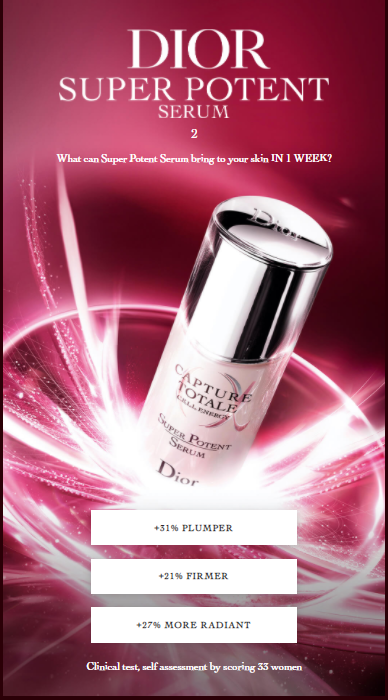 DIOR
SUPER POTENT
SERUM
2
What can Super Potent Serum bring to your skin IN 1 WEEK?
Dior
CAPTURE
TOTALE
CELL ENERGY
SUPER POTENT
SERUM
Dior
+31% PLUMPER
+21% FIRMER
+27% MORE RADIANT
Clinical test, self assessment by scoring 33 women